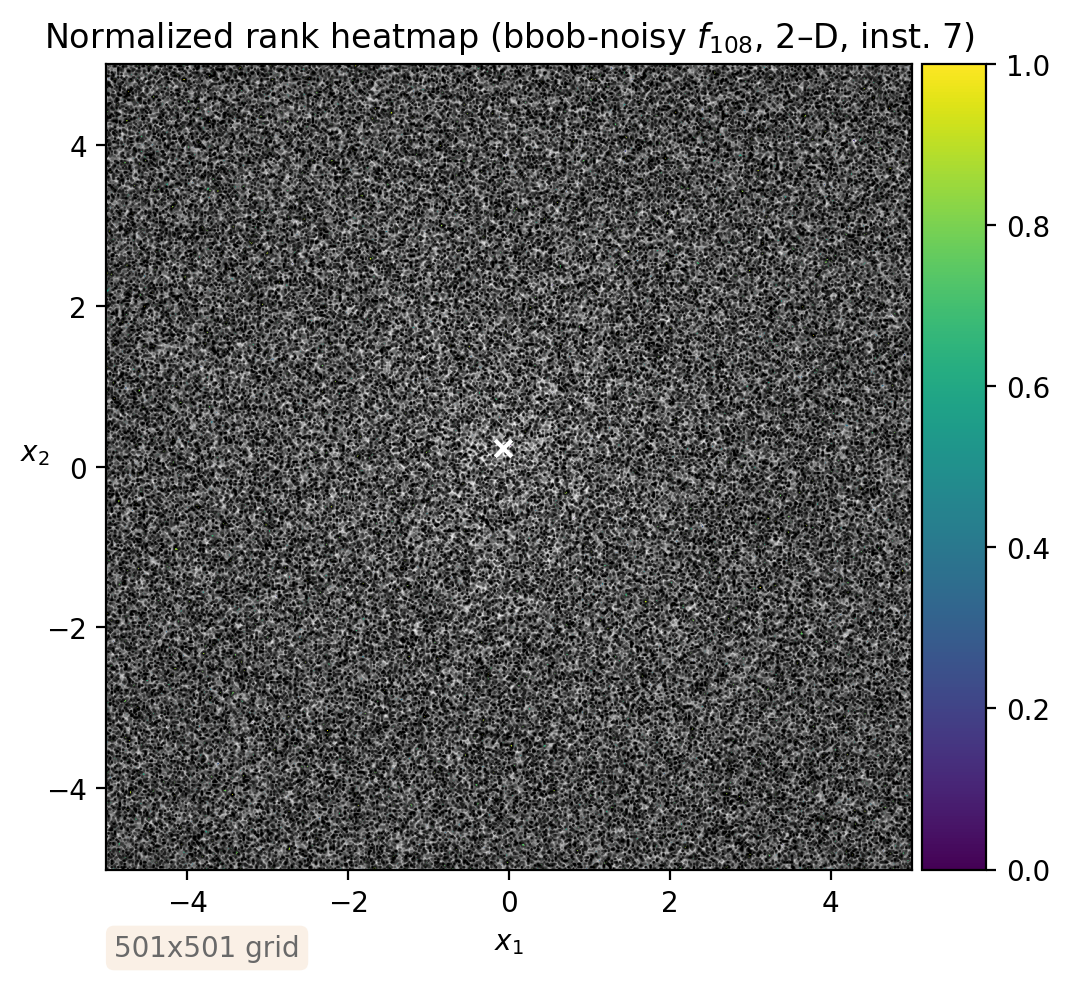 Normalized rank heatmap (bbob-noisy f₁₀₈, 2–D, inst. 7)
1.0
4
0.8
2
0.6
x₂
0
0.4
−2
0.2
−4
0.0
−4 −2 0 2 4
501x501 grid
x₁